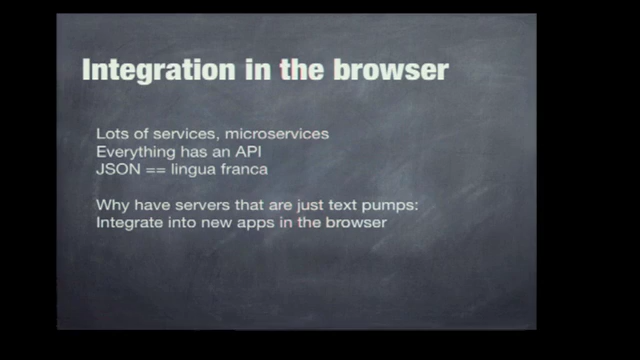 Integration in the browser
Lots of services, microservices
Everything has an API
JSON == lingua franca
Why have servers that are just text pumps:
Integrate into new apps in the browser